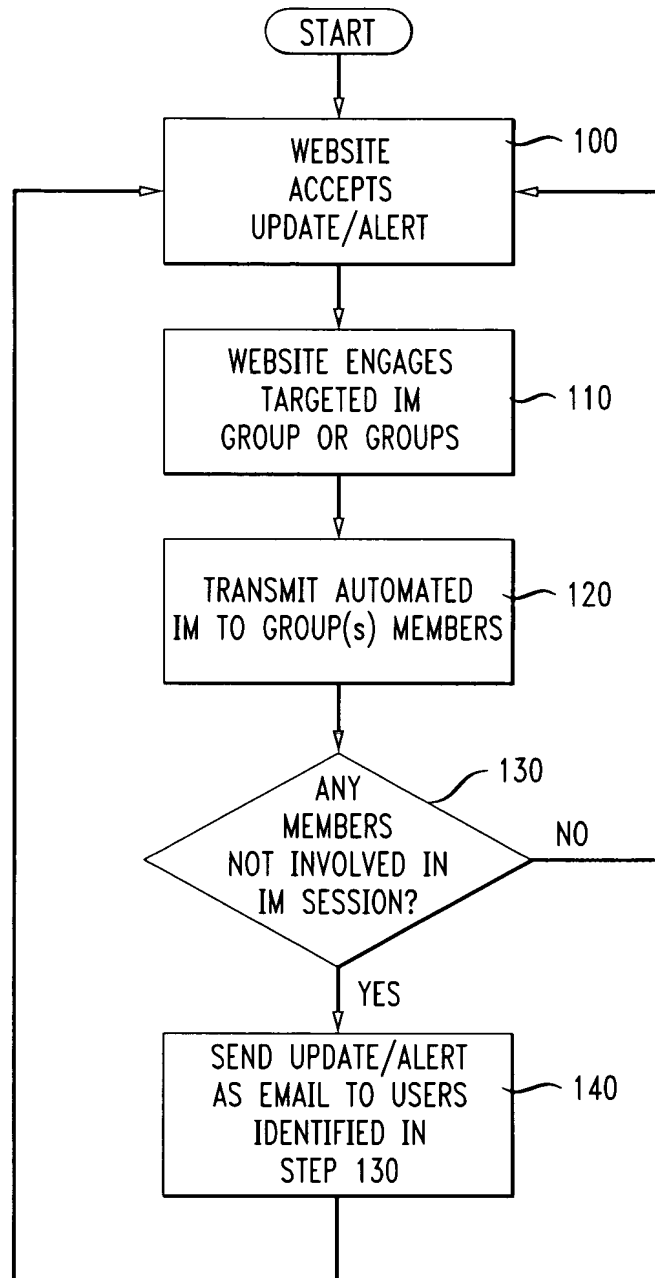 START
WEBSITE
ACCEPTS
UPDATE/ALERT
100
WEBSITE ENGAGES
TARGETED IM
GROUP OR GROUPS
110
TRANSMIT AUTOMATED
IM TO GROUP(s) MEMBERS
120
ANY
MEMBERS
NOT INVOLVED IN
IM SESSION?
130
NO
YES
SEND UPDATE/ALERT
AS EMAIL TO USERS
IDENTIFIED IN
STEP 130
140